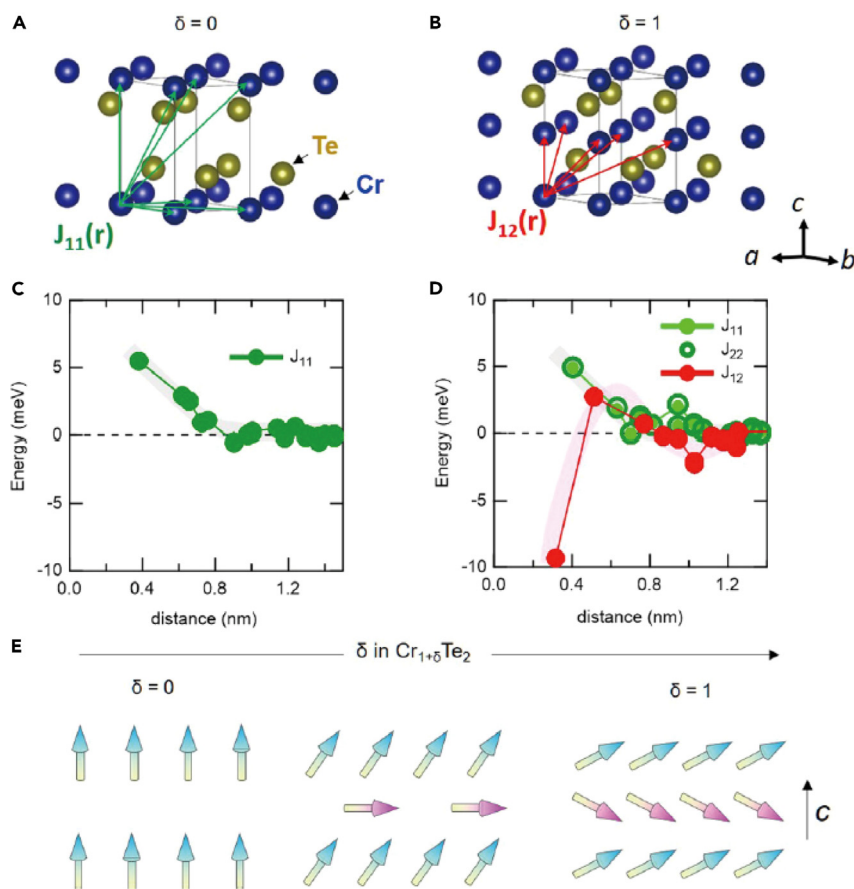 A δ = 0
B δ = 1
Te
Cr
J₁₁(r)
J₁₂(r)
c
a b
C
D
J₁₁
J₁₁
J₂₂
J₁₂
10
5
0
-5
-10
Energy (meV)
0.0 0.4 0.8 1.2
distance (nm)
10
5
0
-5
-10
Energy (meV)
0.0 0.4 0.8 1.2
distance (nm)
E
δ in Cr₁₊δTe₂
δ = 0
δ = 1
c